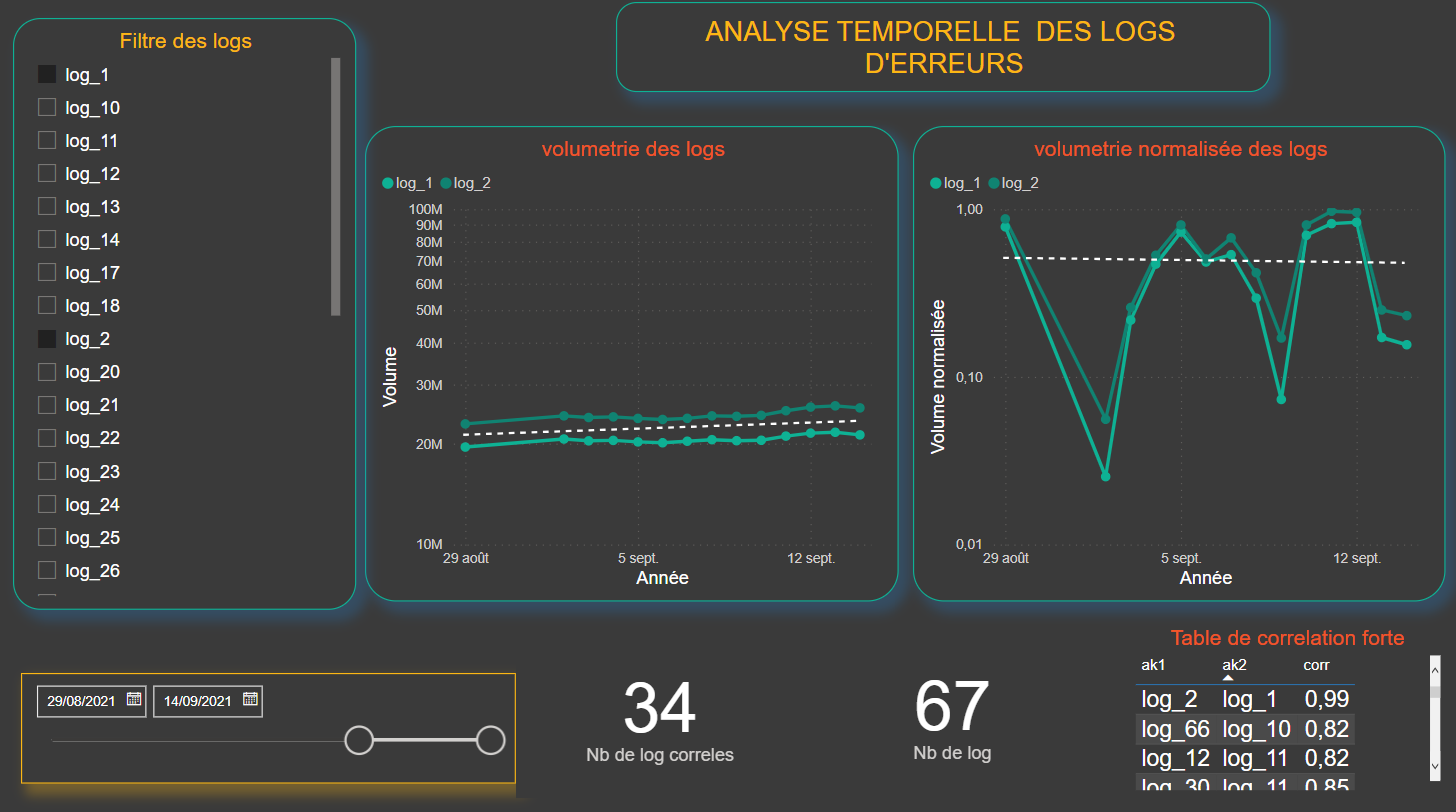 Filtre des logs
log_1
log_10
log_11
log_12
log_13
log_14
log_17
log_18
log_2
log_20
log_21
log_22
log_23
log_24
log_25
log_26
ANALYSE TEMPORELLE DES LOGS
D'ERREURS
volumetrie des logs
log_1 log_2
100M
90M
80M
70M
60M
50M
40M
30M
20M
10M
Volume
29 août 5 sept. 12 sept.
Année
volumetrie normalisée des logs
log_1 log_2
1,00
0,10
0,01
Volume normalisée
29 août 5 sept. 12 sept.
Année
29/08/2021 14/09/2021
34
Nb de log correles
67
Nb de log
Table de correlation forte
ak1 ak2 corr
log_2 log_1 0,99
log_66 log_10 0,82
log_12 log_11 0,82
log_30 log_11 0,85